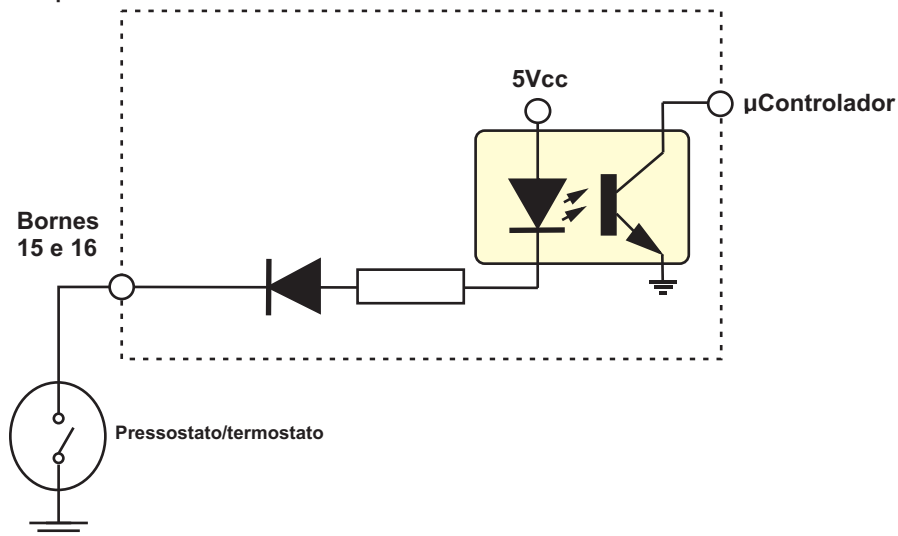 5Vcc
µControlador
Bornes
15 e 16
Pressostato/termostato